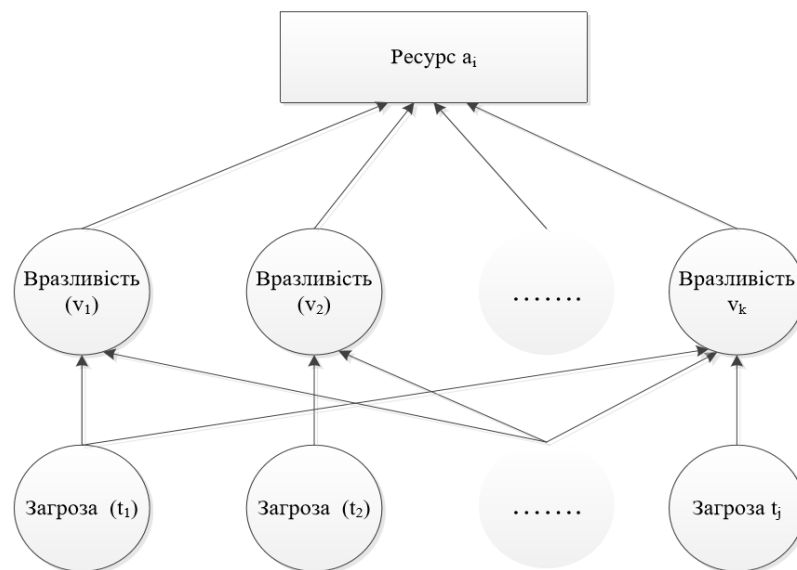 Ресурс aᵢ
Вразливість
(v₁)
Вразливість
(v₂)
.......
Вразливість
vₖ
Загроза (t₁)
Загроза (t₂)
.......
Загроза tⱼ